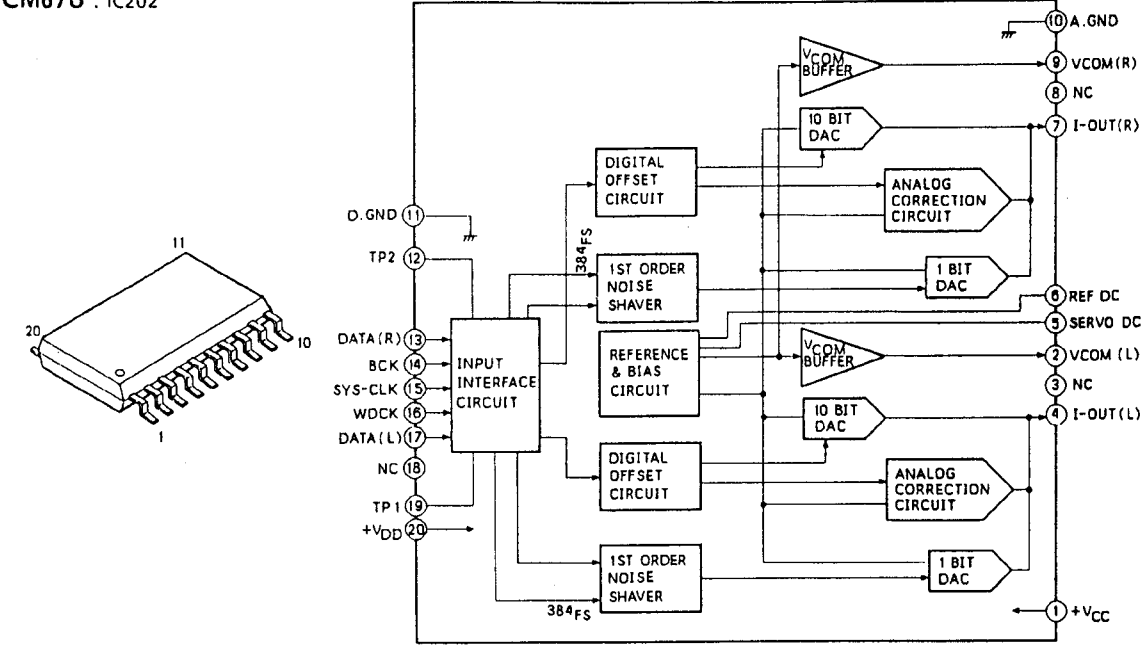 : IC202
11
20
10
1
10 A.GND
VCOM BUFFER
9 VCOM(R)
8 NC
10 BIT DAC
7 I-OUT(R)
DIGITAL
OFFSET
CIRCUIT
ANALOG
CORRECTION
CIRCUIT
D.GND 11
384FS
TP2 12
1ST ORDER
NOISE
SHAVER
1 BIT
DAC
6 REF DC
5 SERVO DC
DATA(R) 13
BCK 14
SYS-CLK 15
WDCK 16
DATA(L) 17
INPUT
INTERFACE
CIRCUIT
REFERENCE
& BIAS
CIRCUIT
VCOM BUFFER
2 VCOM (L)
3 NC
10 BIT
DAC
4 I-OUT(L)
NC 18
DIGITAL
OFFSET
CIRCUIT
ANALOG
CORRECTION
CIRCUIT
TP1 19
+VDD 20
1ST ORDER
NOISE
SHAVER
1 BIT
DAC
384FS
1 +VCC